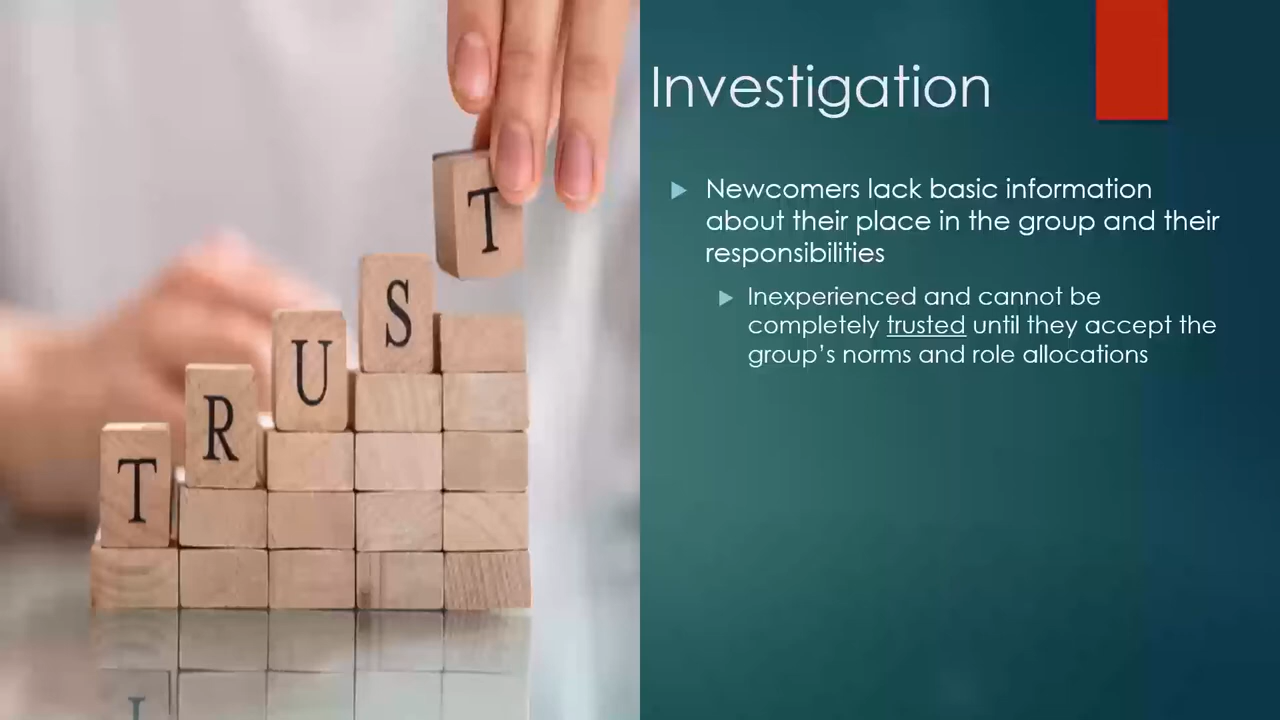 Investigation
Newcomers lack basic information
about their place in the group and their
responsibilities
Inexperienced and cannot be
completely trusted until they accept the
group’s norms and role allocations
T
R
U
S
T